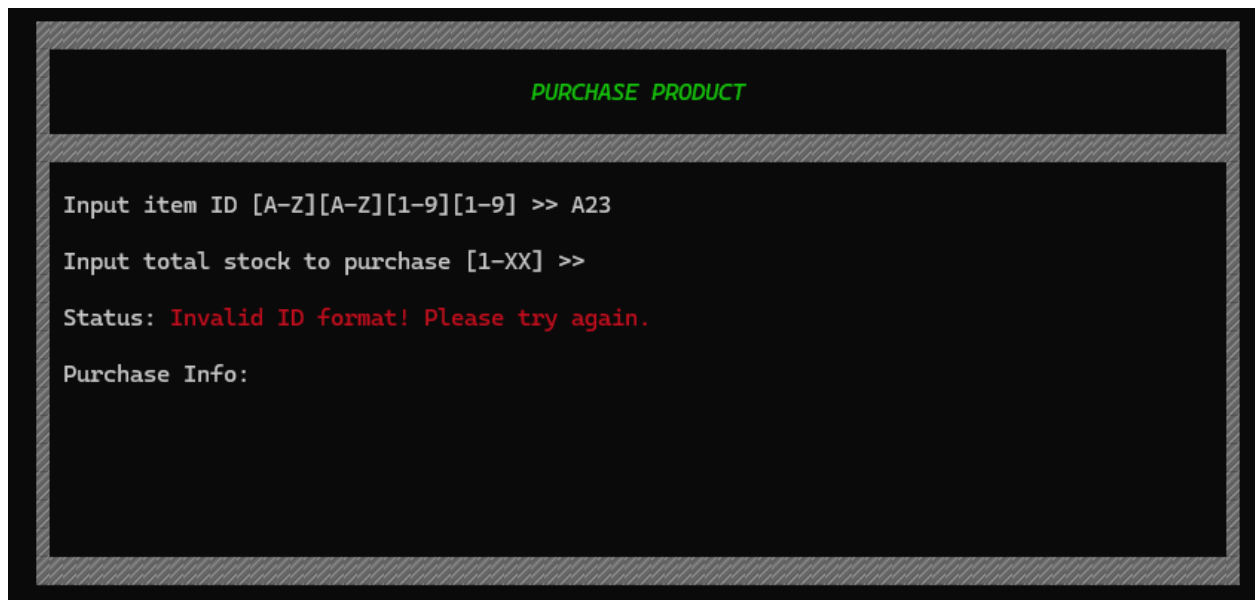 PURCHASE PRODUCT
Input item ID [A-Z][A-Z][1-9][1-9] >> A23
Input total stock to purchase [1-XX] >>
Status: Invalid ID format! Please try again.
Purchase Info: